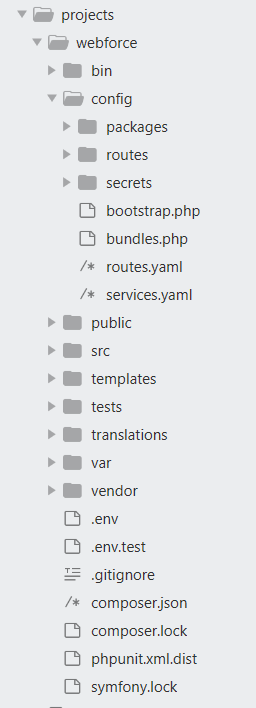 projects
webforce
bin
config
packages
routes
secrets
bootstrap.php
bundles.php
routes.yaml
services.yaml
public
src
templates
tests
translations
var
vendor
.env
.env.test
.gitignore
composer.json
composer.lock
phpunit.xml.dist
symfony.lock